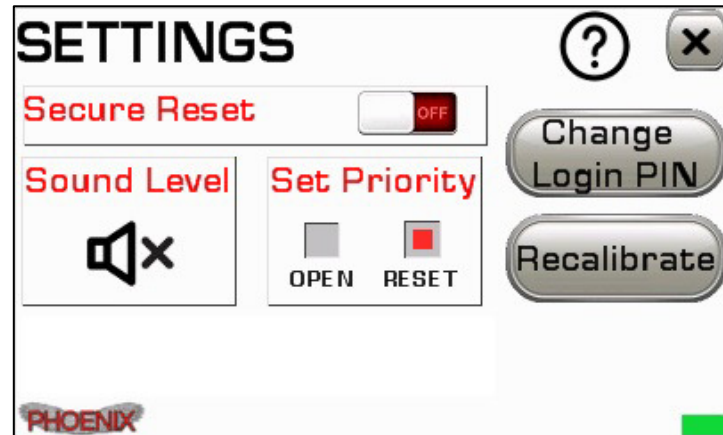 SETTINGS
?
Secure Reset
OFF
Change
Login PIN
Sound Level
Set Priority
OPEN
RESET
Recalibrate
PHOENIX